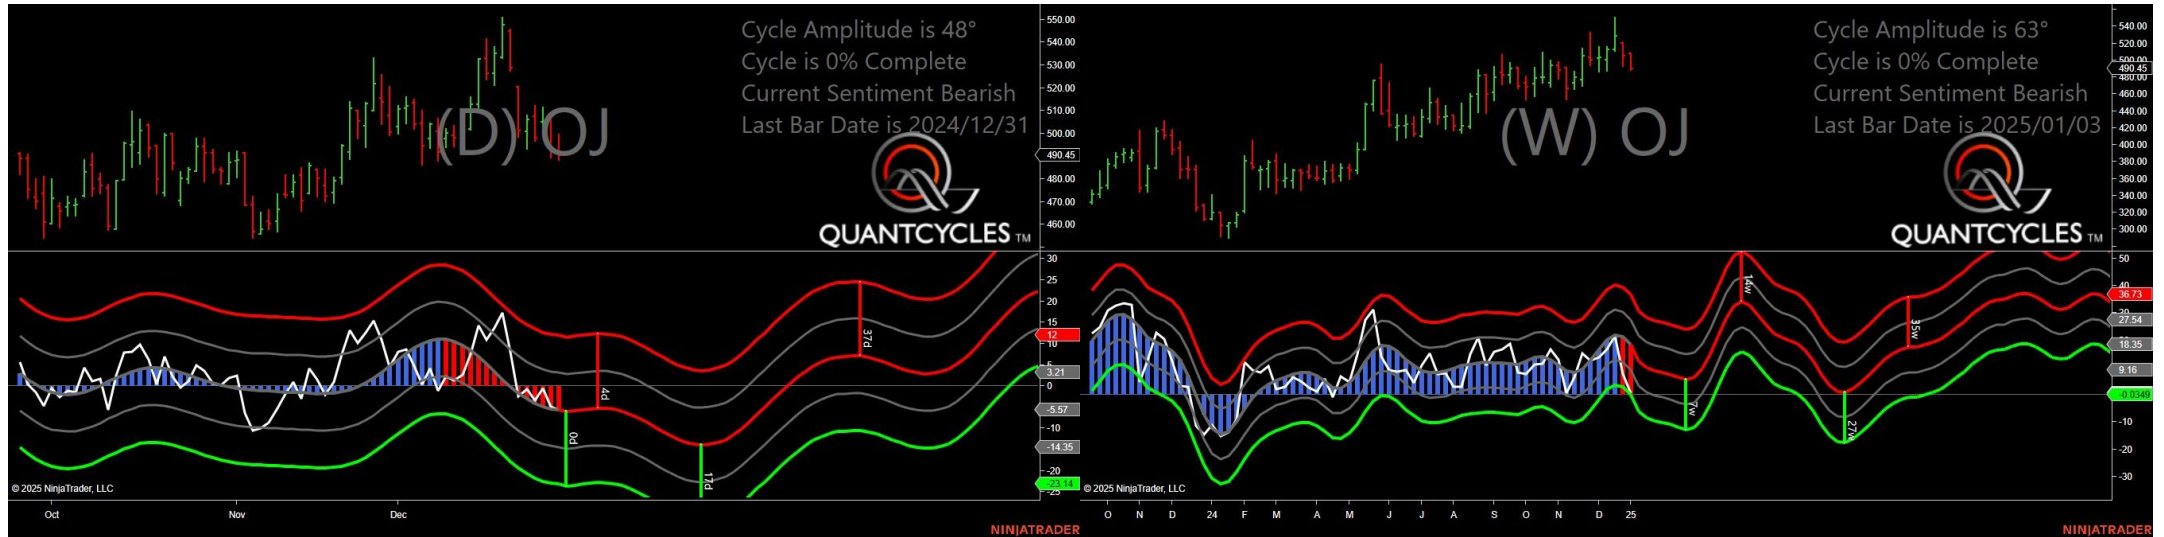 Cycle Amplitude is 48°
Cycle is 0% Complete
Current Sentiment Bearish
Last Bar Date is 2024/12/31
(D) OJ
QUANTCYCLES TM
550.00
540.00
530.00
520.00
510.00
500.00
490.45
480.00
470.00
460.00
30
25
20
15
12
10
3.21
0
-5.57
-10
-14.35
-20
-23.14
-25
4d
0d
17d
37d
© 2025 NinjaTrader, LLC
Oct Nov Dec
NINJATRADER
Cycle Amplitude is 63°
Cycle is 0% Complete
Current Sentiment Bearish
Last Bar Date is 2025/01/03
(W) OJ
QUANTCYCLES TM
540.00
520.00
500.00
490.45
480.00
460.00
440.00
420.00
400.00
380.00
360.00
340.00
320.00
300.00
50
40
36.73
30
27.54
18.35
9.16
-0.0349
-10
-20
-30
7w
14w
27w
35w
© 2025 NinjaTrader, LLC
O N D 24 F M A M J J A S O N D 25
NINJATRADER